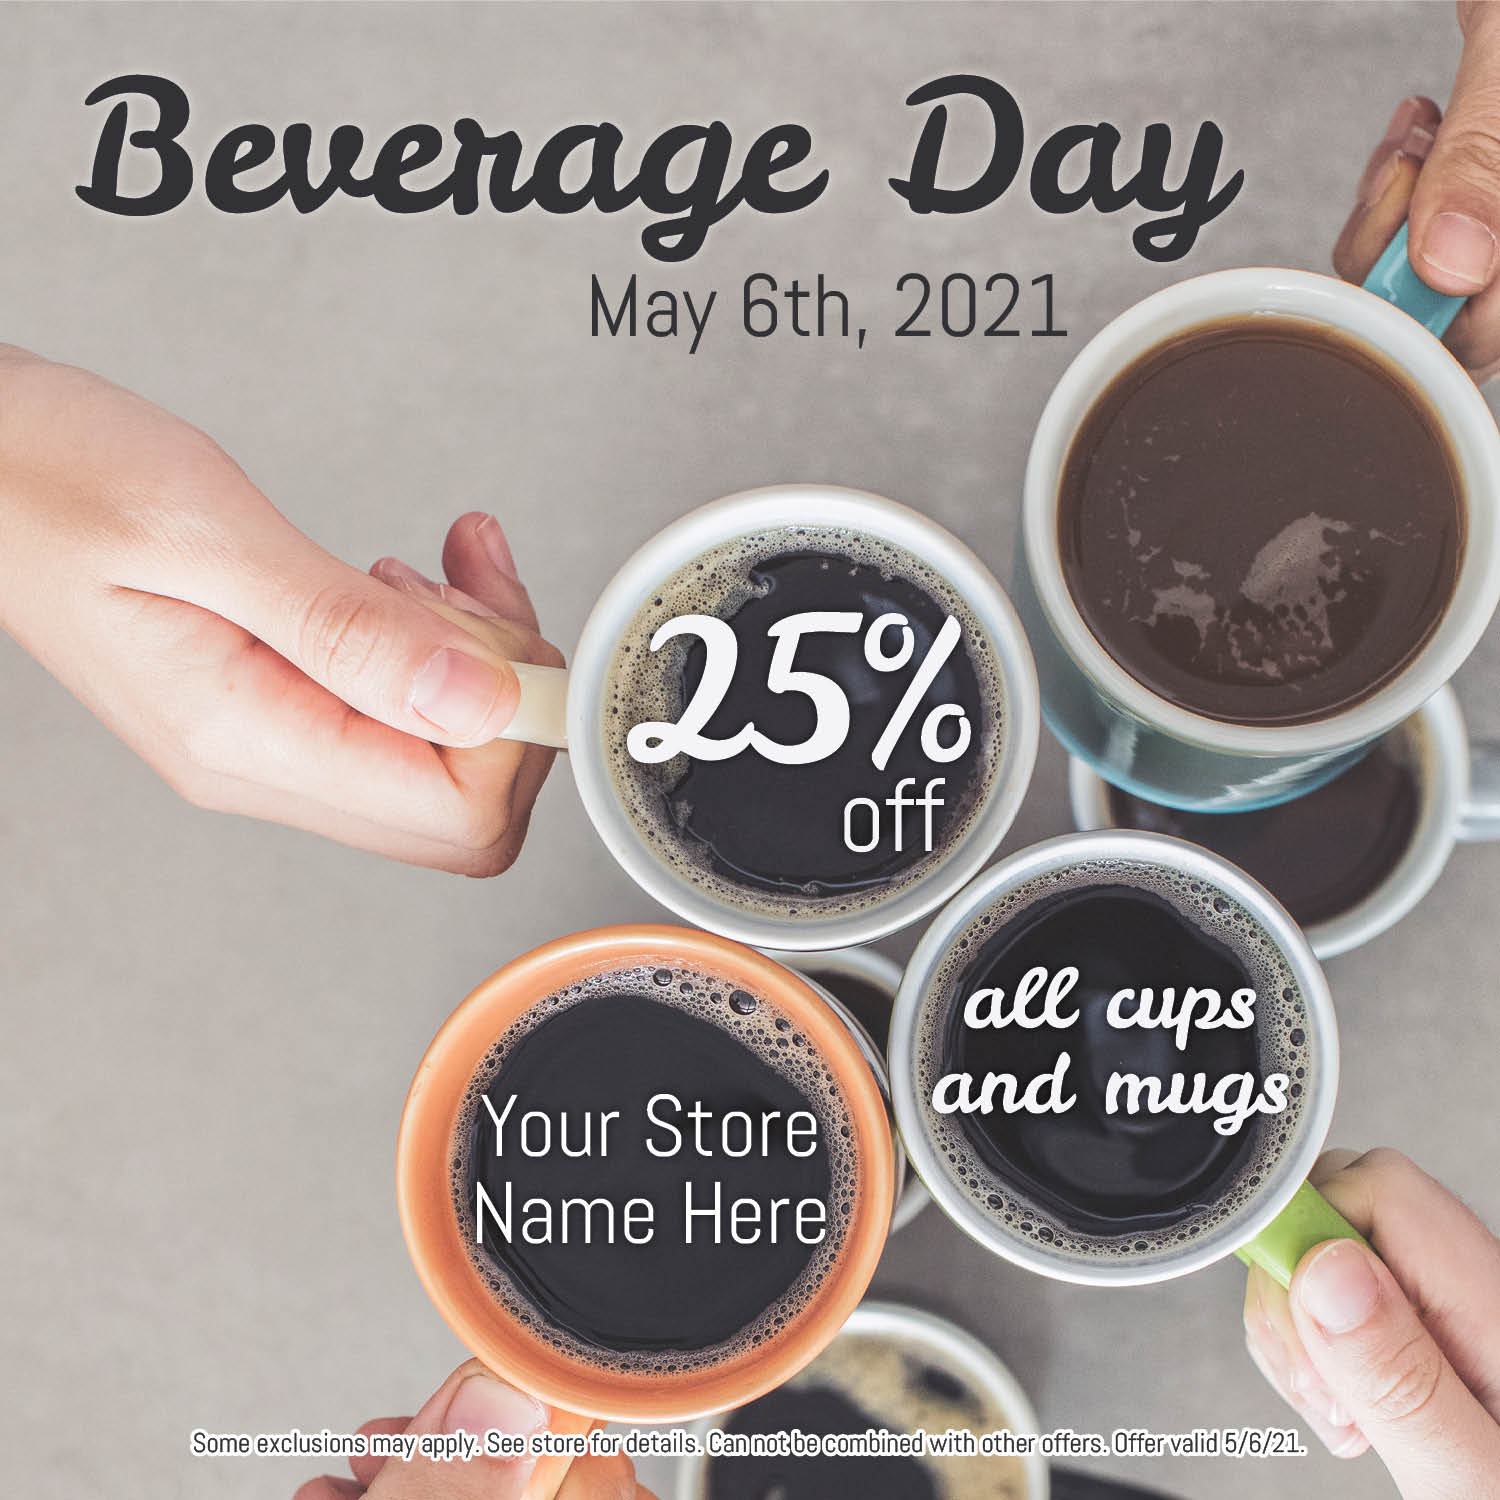 Beverage Day
May 6th, 2021
25%
off
all cups
and mugs
Your Store
Name Here
Some exclusions may apply. See store for details. Can not be combined with other offers. Offer valid 5/6/21.